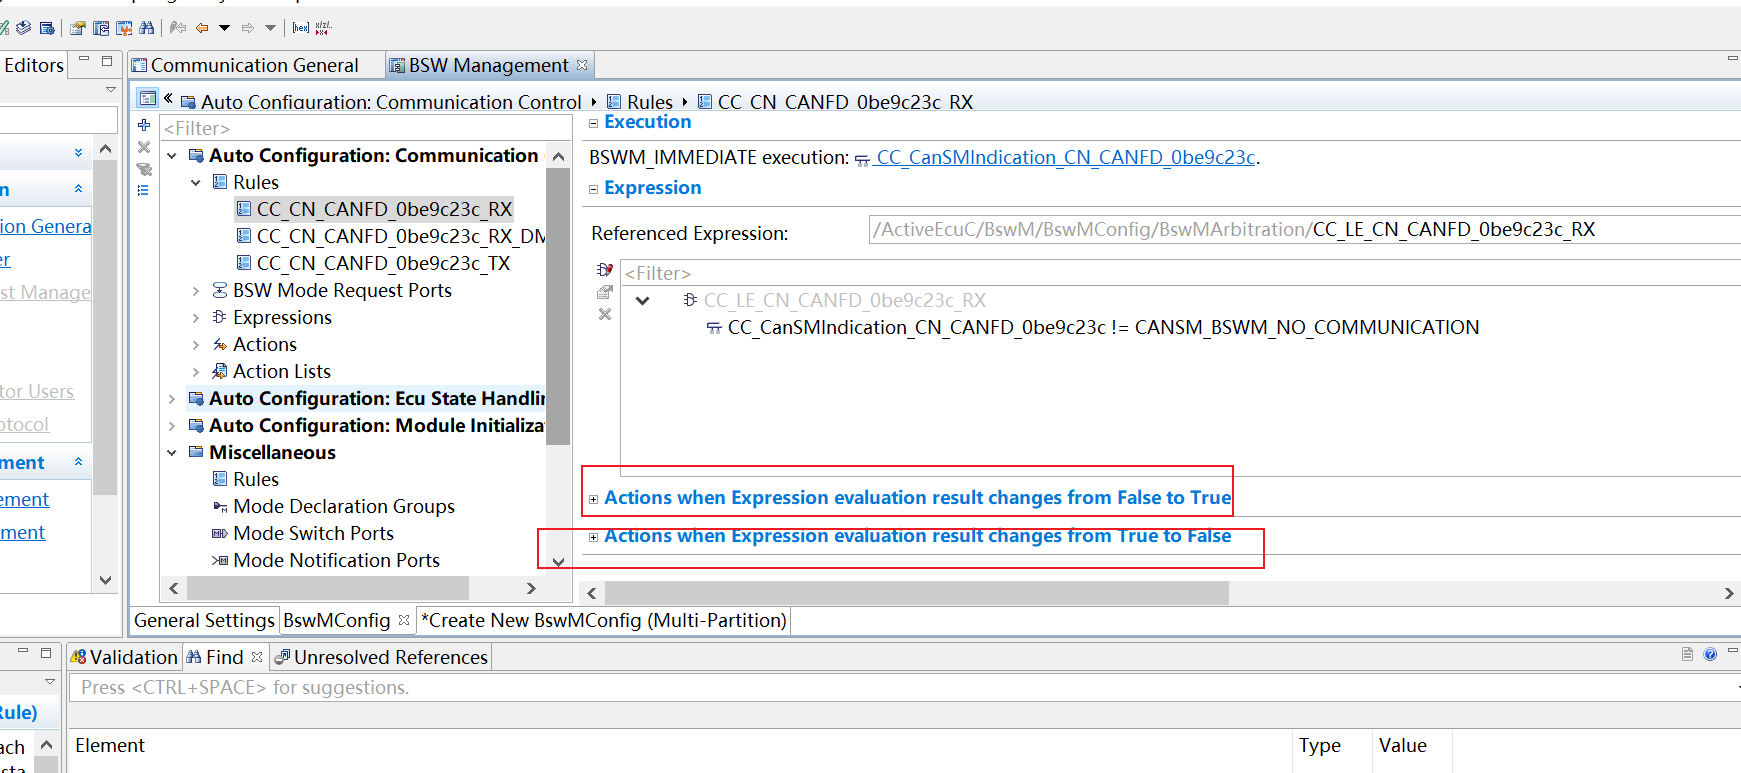 [hex]
Editors
Communication General
BSW Management
Auto Configuration: Communication Control
Rules
CC_CN_CANFD_0be9c23c_RX
<Filter>
Auto Configuration: Communication
Rules
CC_CN_CANFD_0be9c23c_RX
CC_CN_CANFD_0be9c23c_RX_DM
CC_CN_CANFD_0be9c23c_TX
BSW Mode Request Ports
Expressions
Actions
Action Lists
Auto Configuration: Ecu State Handlin
Auto Configuration: Module Initializa
Miscellaneous
Rules
Mode Declaration Groups
Mode Switch Ports
Mode Notification Ports
n
ion Genera
er
st Manage
tor Users
otocol
ment
ement
ment
Execution
BSWM_IMMEDIATE execution: CC_CanSMIndication_CN_CANFD_0be9c23c.
Expression
Referenced Expression: /ActiveEcuC/BswM/BswMConfig/BswMArbitration/CC_LE_CN_CANFD_0be9c23c_RX
<Filter>
CC_LE_CN_CANFD_0be9c23c_RX
CC_CanSMIndication_CN_CANFD_0be9c23c != CANSM_BSWM_NO_COMMUNICATION
Actions when Expression evaluation result changes from False to True
Actions when Expression evaluation result changes from True to False
General Settings
BswMConfig
*Create New BswMConfig (Multi-Partition)
Validation
Find
Unresolved References
Press <CTRL+SPACE> for suggestions.
Rule)
ach
Element
Type
Value